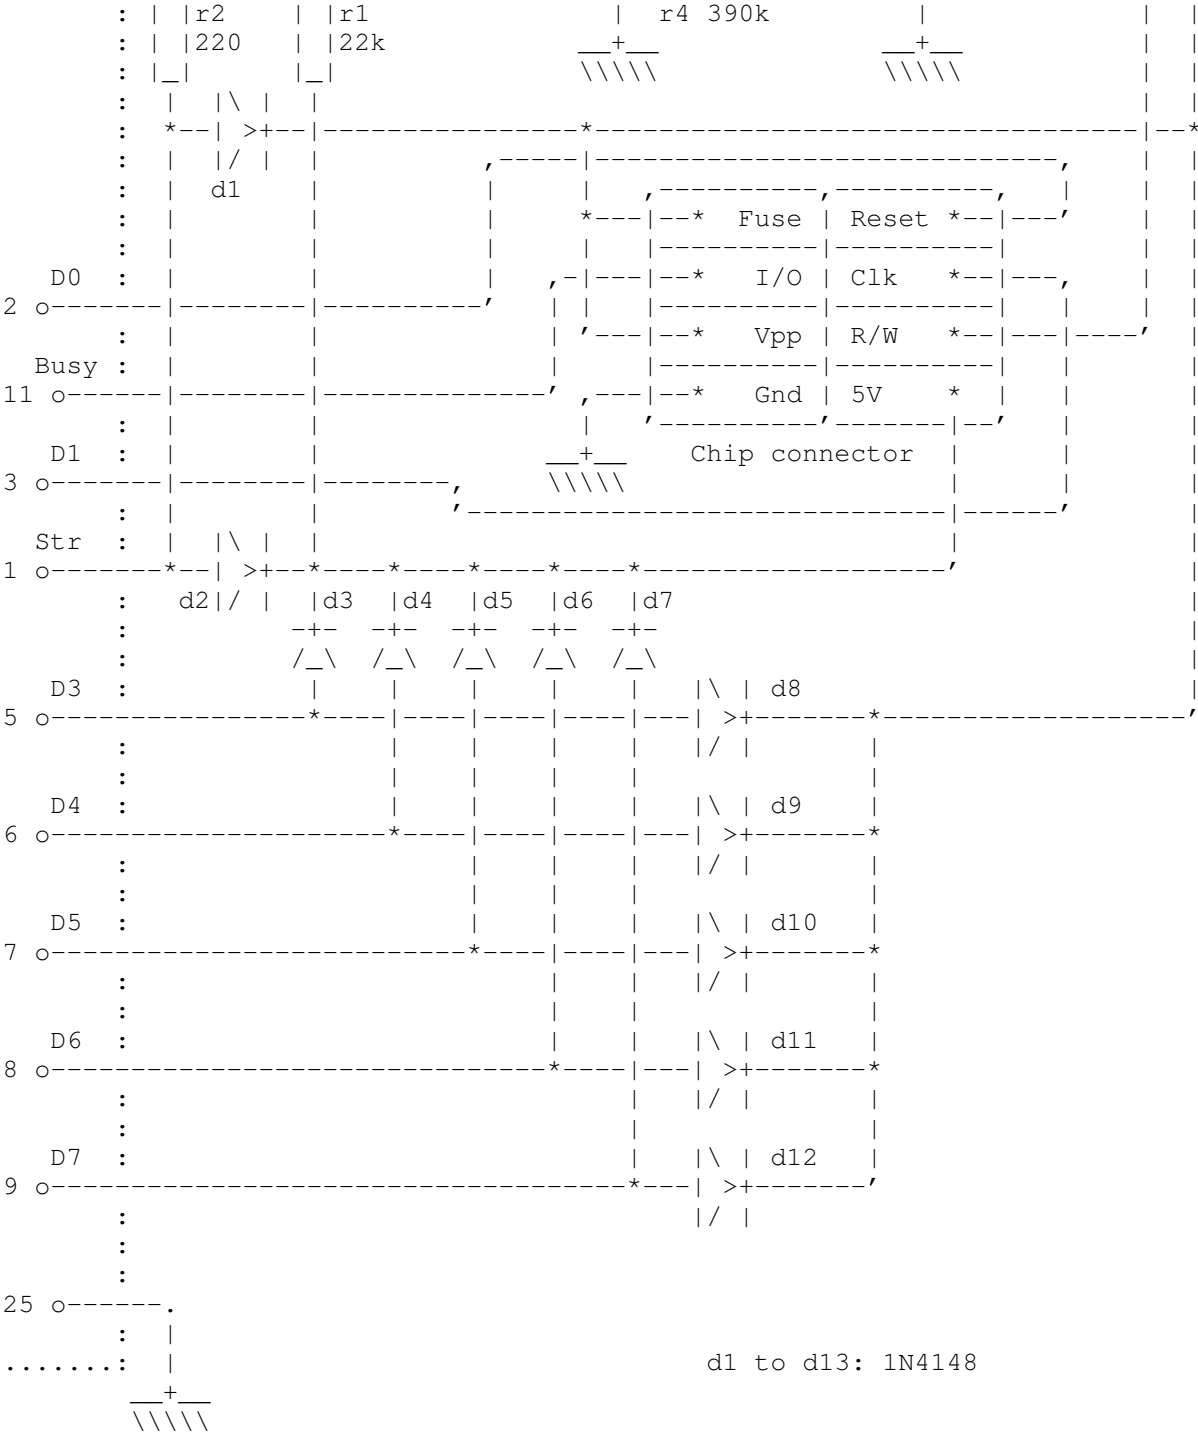 r2 r1 r4 390k
220 22k
d1
Fuse Reset
D0 I/O Clk
2
Vpp R/W
Busy
11 Gnd 5V
D1 Chip connector
3
Str
1
d2 d3 d4 d5 d6 d7
D3 d8
5
D4 d9
6
D5 d10
7
D6 d11
8
D7 d12
9
25
d1 to d13: 1N4148